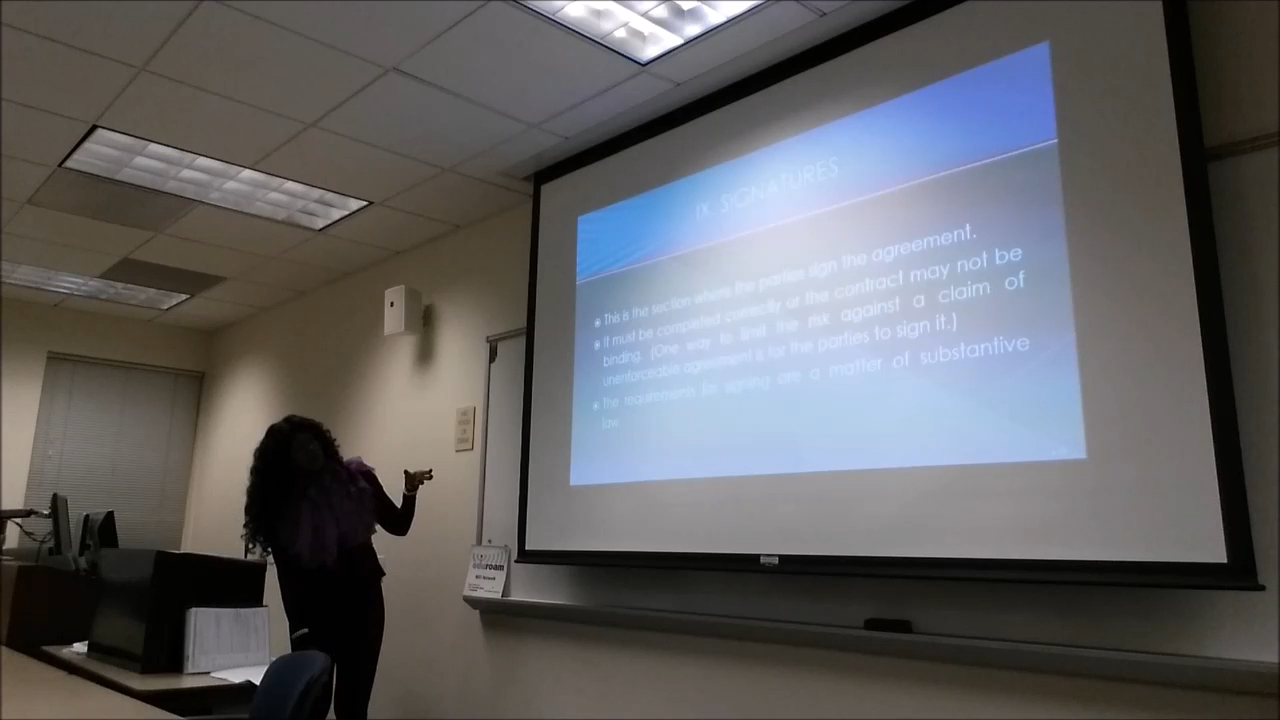 IX. SIGNATURES
This is the section where the parties sign the agreement.
It must be completed correctly or the contract may not be
binding. (One way to limit the risk against a claim of
unenforceable agreement is for the parties to sign it.)
The requirements for signing are a matter of substantive
law.
eduroam